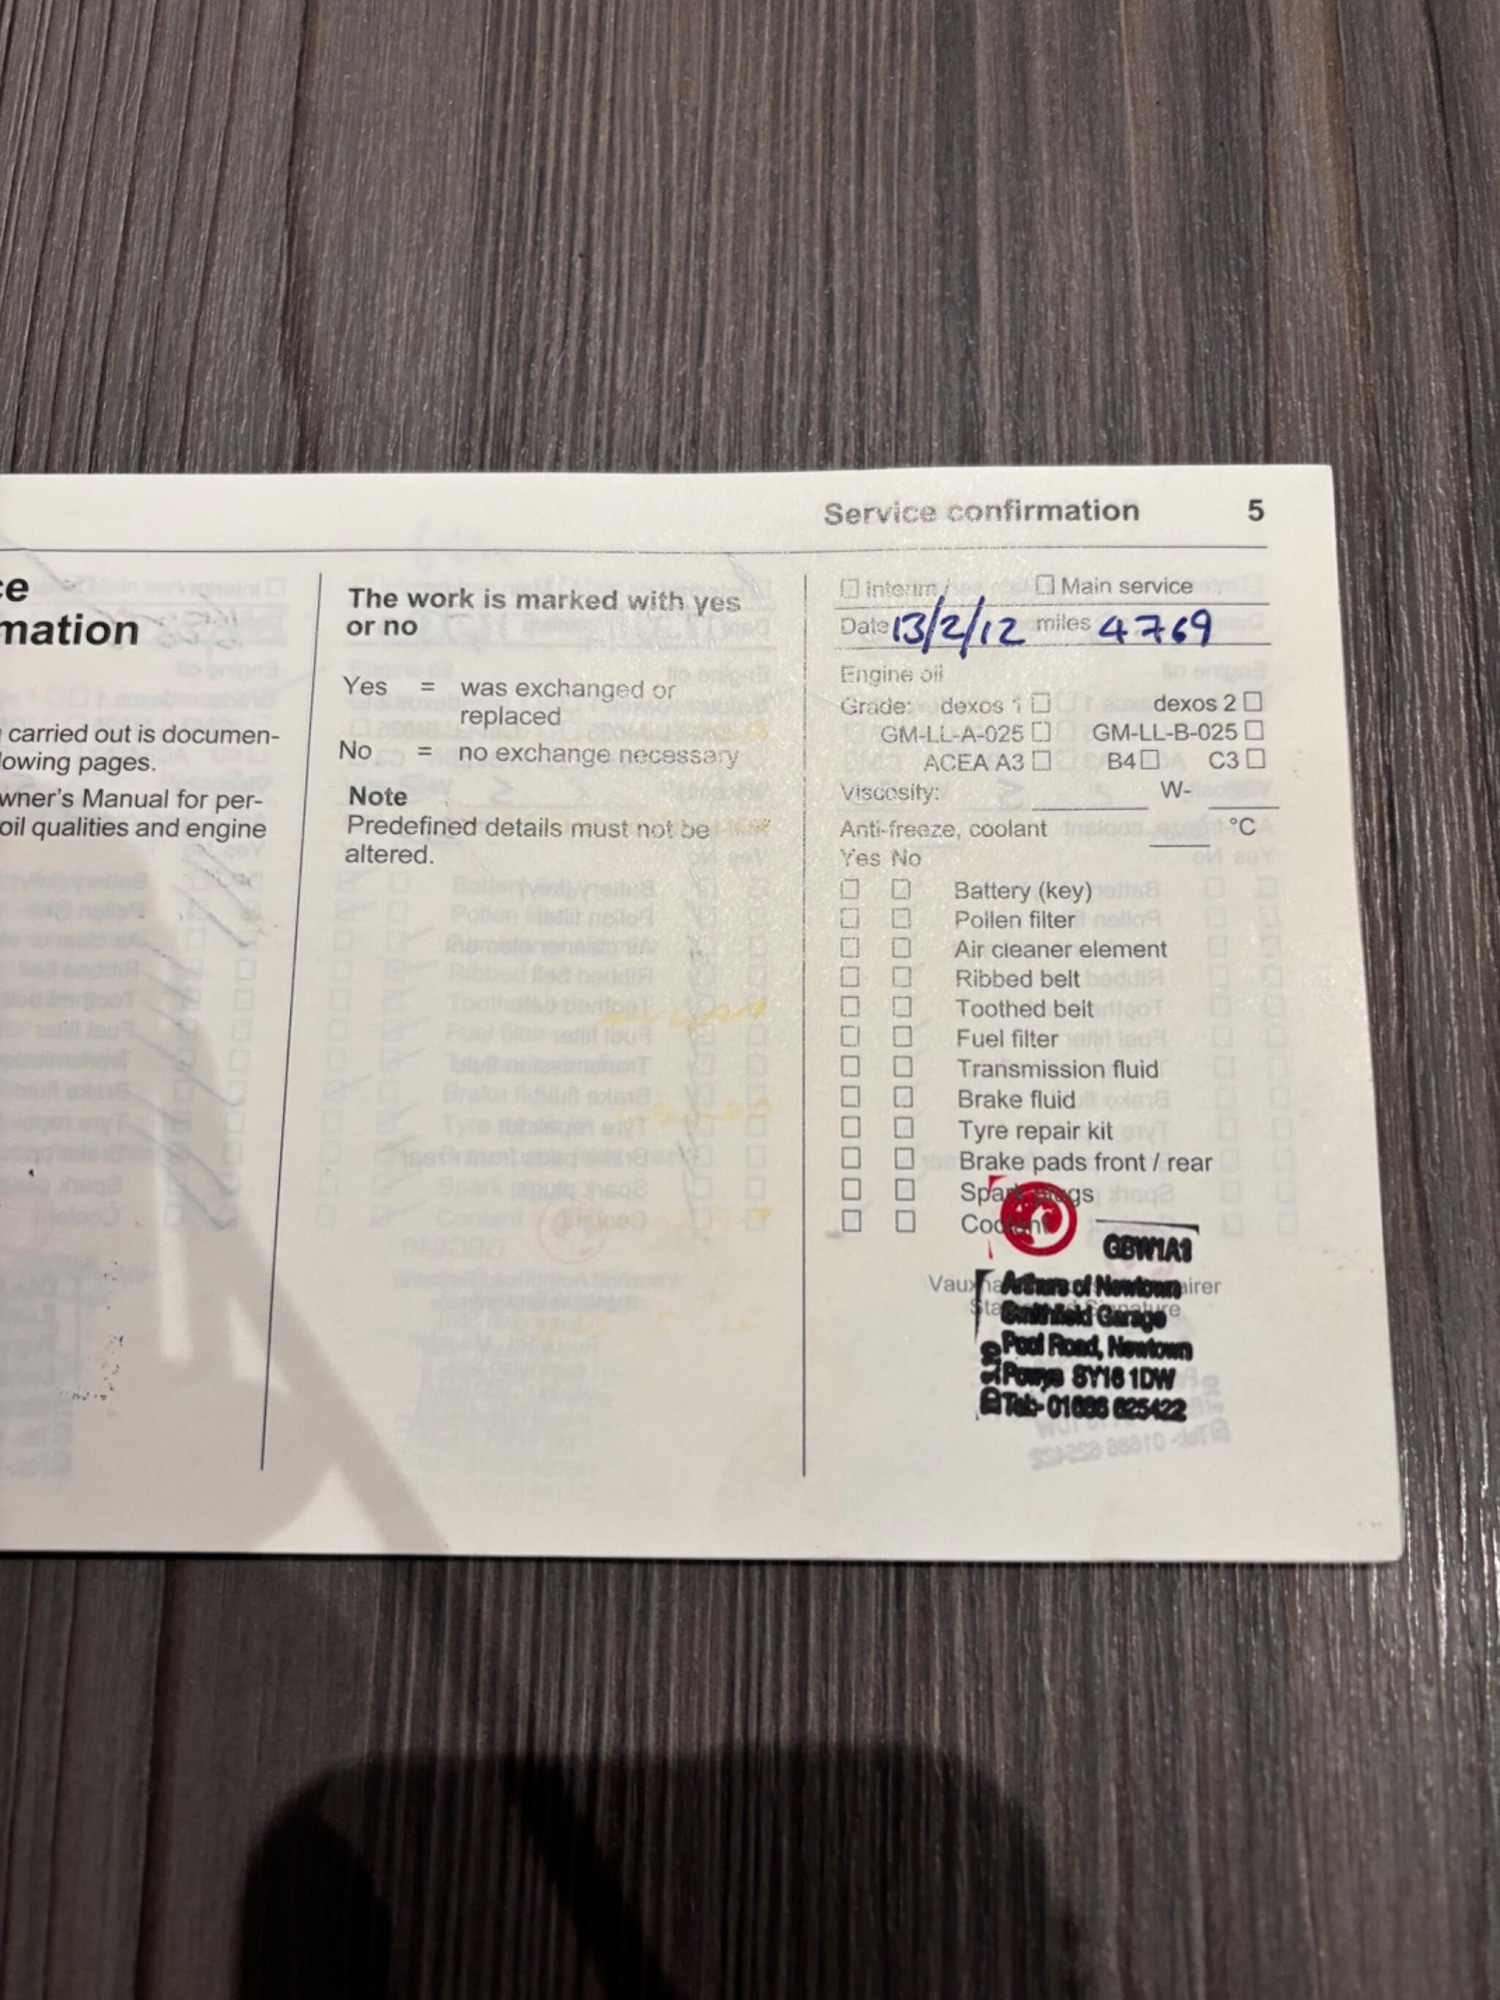 Service confirmation 5
ce
mation
carried out is documen-
lowing pages.
wner's Manual for per-
oil qualities and engine
The work is marked with yes
or no
Yes = was exchanged or
replaced
No = no exchange necessary
Note
Predefined details must not be
altered.
Interim Main service
Date 13/2/12 miles 4769
Engine oil
Grade: dexos 1 dexos 2
GM-LL-A-025 GM-LL-B-025
ACEA A3 B4 C3
Viscosity: W-
Anti-freeze, coolant °C
Yes No
Battery (key)
Pollen filter
Air cleaner element
Ribbed belt
Toothed belt
Fuel filter
Transmission fluid
Brake fluid
Tyre repair kit
Brake pads front / rear
Spark plugs
Coolant
GBW1A1
of Newtown
Smithfield Garage
Pool Road, Newtown
Powys SY16 1DW
Tel:- 01686 625422